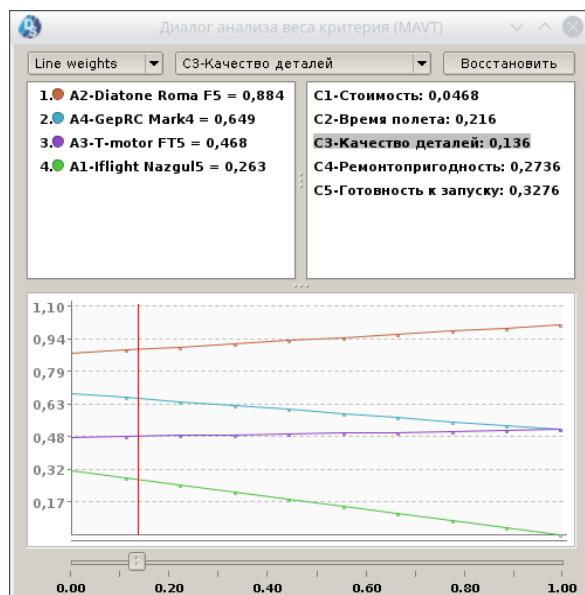 Диалог анализа веса критерия (MAVT)
Line weights
C3-Качество деталей
Восстановить
1. A2-Diatone Roma F5 = 0,884
2. A4-GepRC Mark4 = 0,649
3. A3-T-motor FT5 = 0,468
4. A1-Iflight Nazgul5 = 0,263
C1-Стоимость: 0,0468
C2-Время полета: 0,216
C3-Качество деталей: 0,136
C4-Ремонтопригодность: 0,2736
C5-Готовность к запуску: 0,3276
1,10
0,94
0,79
0,63
0,48
0,32
0,17
0.00 0.20 0.40 0.60 0.80 1.00